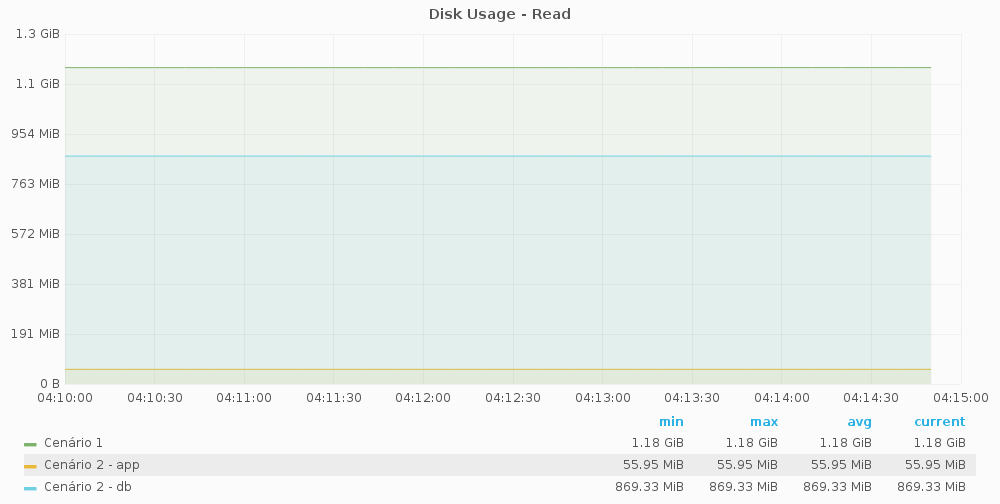 Disk Usage - Read
1.3 GiB
1.1 GiB
954 MiB
763 MiB
572 MiB
381 MiB
191 MiB
0 B
04:10:00 04:10:30 04:11:00 04:11:30 04:12:00 04:12:30 04:13:00 04:13:30 04:14:00 04:14:30 04:15:00
min max avg current
Cenário 1 1.18 GiB 1.18 GiB 1.18 GiB 1.18 GiB
Cenário 2 - app 55.95 MiB 55.95 MiB 55.95 MiB 55.95 MiB
Cenário 2 - db 869.33 MiB 869.33 MiB 869.33 MiB 869.33 MiB